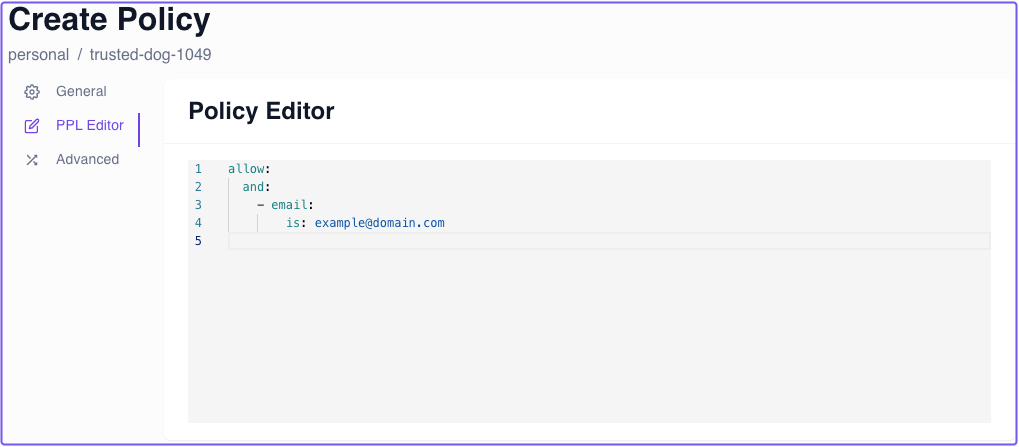 Create Policy
personal / trusted-dog-1049
General
PPL Editor
Advanced
Policy Editor
1 allow:
2   and:
3     - email:
4         is: example@domain.com
5